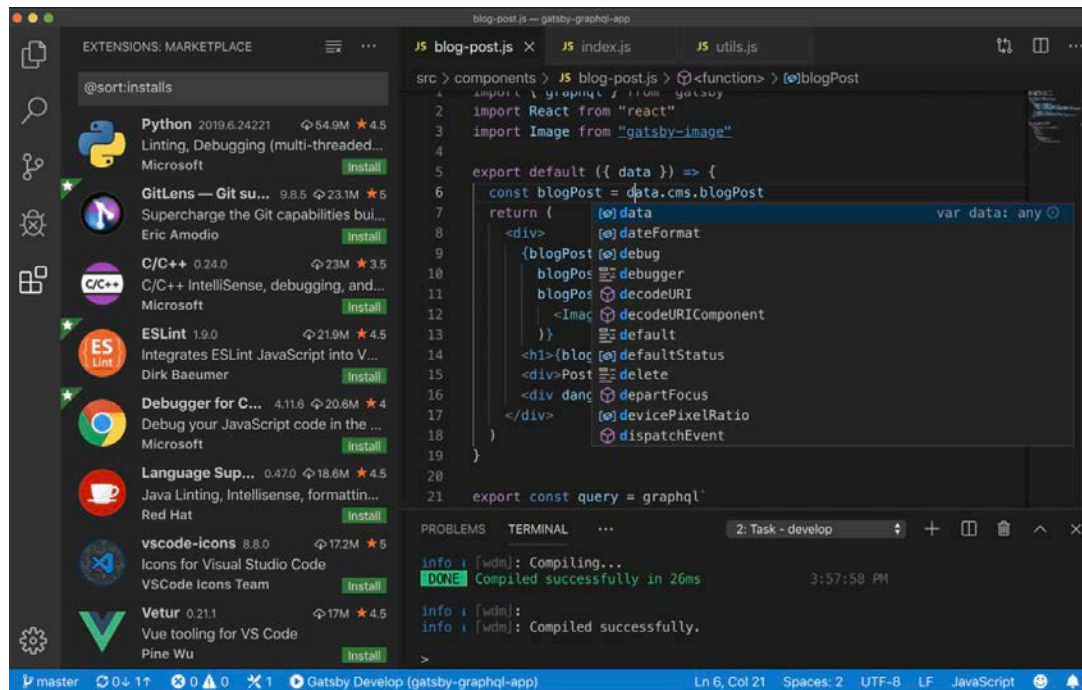 blog-post.js — gatsby-graphql-app
EXTENSIONS: MARKETPLACE
@sort:installs
Python 2019.6.24221 54.9M ★ 4.5
Linting, Debugging (multi-threaded...
Microsoft Install
GitLens — Git su... 9.8.5 23.1M ★ 5
Supercharge the Git capabilities bui...
Eric Amodio Install
C/C++
C/C++ 0.24.0 23M ★ 3.5
C/C++ IntelliSense, debugging, and...
Microsoft Install
ES
Lint
ESLint 1.9.0 21.9M ★ 4.5
Integrates ESLint JavaScript into V...
Dirk Baeumer Install
Debugger for C... 4.11.6 20.6M ★ 4
Debug your JavaScript code in the ...
Microsoft Install
Language Sup... 0.47.0 18.6M ★ 4.5
Java Linting, Intellisense, formattin...
Red Hat Install
vscode-icons 8.8.0 17.2M ★ 5
Icons for Visual Studio Code
VSCode Icons Team Install
Vetur 0.21.1 17M ★ 4.5
Vue tooling for VS Code
Pine Wu Install
JS blog-post.js × JS index.js JS utils.js
src > components > JS blog-post.js > <function> > blogPost
1 import { graphql } from "gatsby
2 import React from "react"
3 import Image from "gatsby-image"
4
5 export default ({ data }) => {
6 const blogPost = data.cms.blogPost
7 return (
8 <div>
9 {blogPost
10 blogPos
11 blogPos
12 <Imag
13 )}
14 <h1>{blog
15 <div>Post
16 <div dang
17 </div>
18 )
19 }
20
21 export const query = graphql`
data var data: any
dateFormat
debug
debugger
decodeURI
decodeURIComponent
default
defaultStatus
delete
departFocus
devicePixelRatio
dispatchEvent
PROBLEMS TERMINAL ··· 2: Task - develop
info [wdm]: Compiling...
DONE Compiled successfully in 26ms 3:57:58 PM
info [wdm]:
info [wdm]: Compiled successfully.
>
master 0↓ 1↑ 0 0 1 Gatsby Develop (gatsby-graphql-app) Ln 6, Col 21 Spaces: 2 UTF-8 LF JavaScript